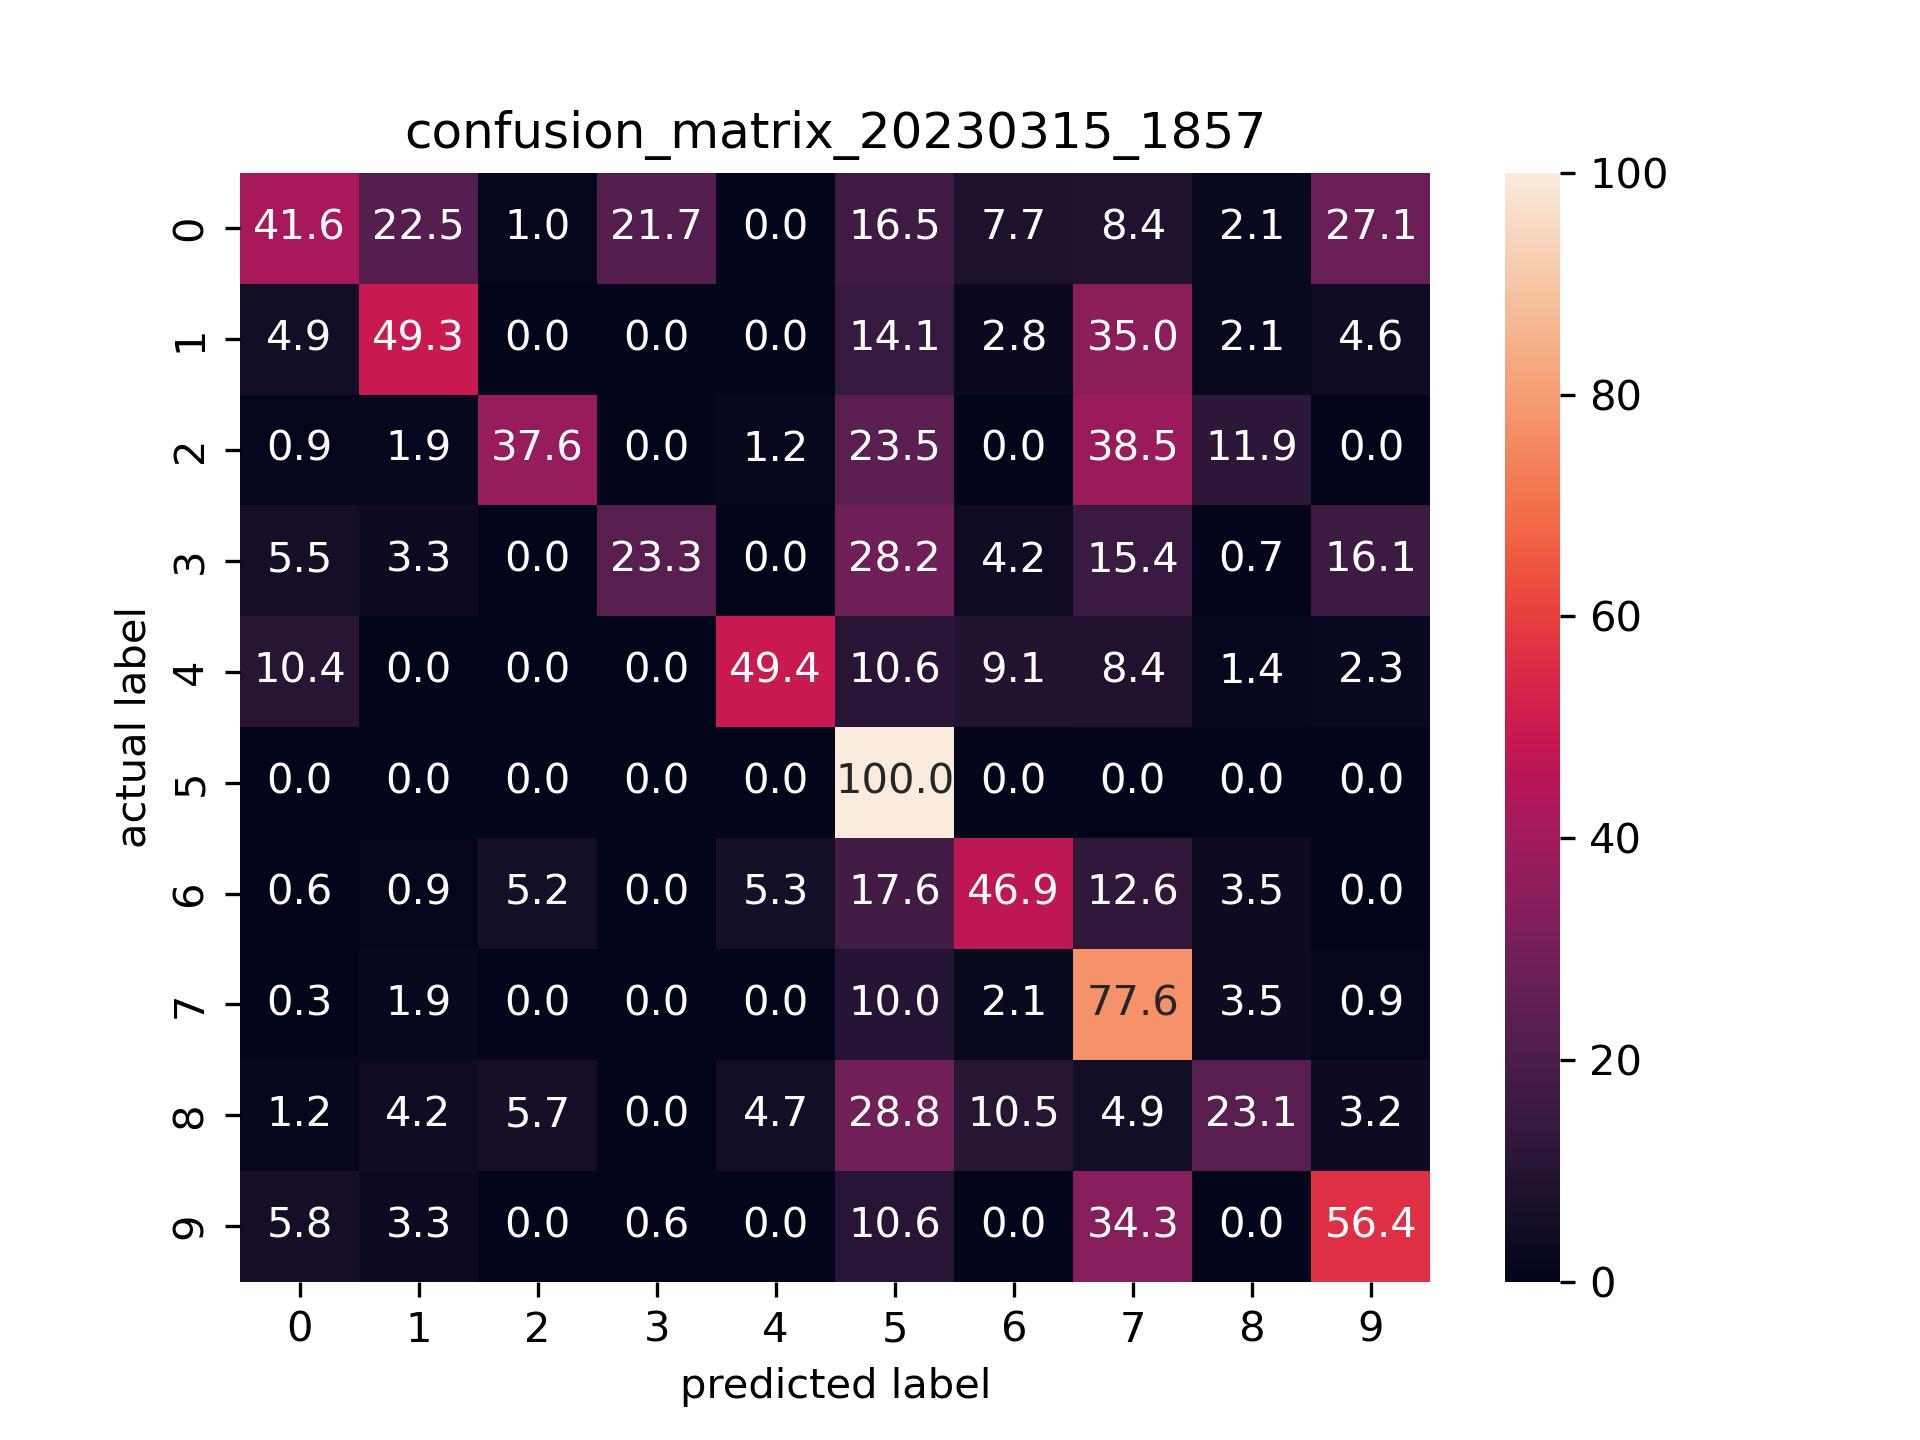 confusion_matrix_20230315_1857
0 41.6 22.5 1.0 21.7 0.0 16.5 7.7 8.4 2.1 27.1
1 4.9 49.3 0.0 0.0 0.0 14.1 2.8 35.0 2.1 4.6
2 0.9 1.9 37.6 0.0 1.2 23.5 0.0 38.5 11.9 0.0
3 5.5 3.3 0.0 23.3 0.0 28.2 4.2 15.4 0.7 16.1
4 10.4 0.0 0.0 0.0 49.4 10.6 9.1 8.4 1.4 2.3
5 0.0 0.0 0.0 0.0 0.0 100.0 0.0 0.0 0.0 0.0
6 0.6 0.9 5.2 0.0 5.3 17.6 46.9 12.6 3.5 0.0
7 0.3 1.9 0.0 0.0 0.0 10.0 2.1 77.6 3.5 0.9
8 1.2 4.2 5.7 0.0 4.7 28.8 10.5 4.9 23.1 3.2
9 5.8 3.3 0.0 0.6 0.0 10.6 0.0 34.3 0.0 56.4
0 1 2 3 4 5 6 7 8 9
predicted label
actual label
100
80
60
40
20
0